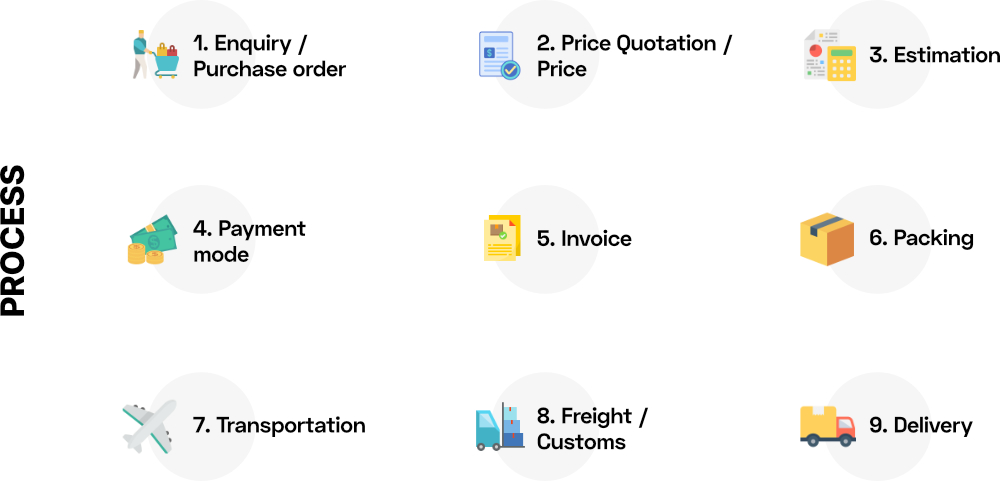 1. Enquiry /
Purchase order
2. Price Quotation /
Price
3. Estimation
PROCESS
4. Payment
mode
5. Invoice
6. Packing
7. Transportation
8. Freight /
Customs
9. Delivery